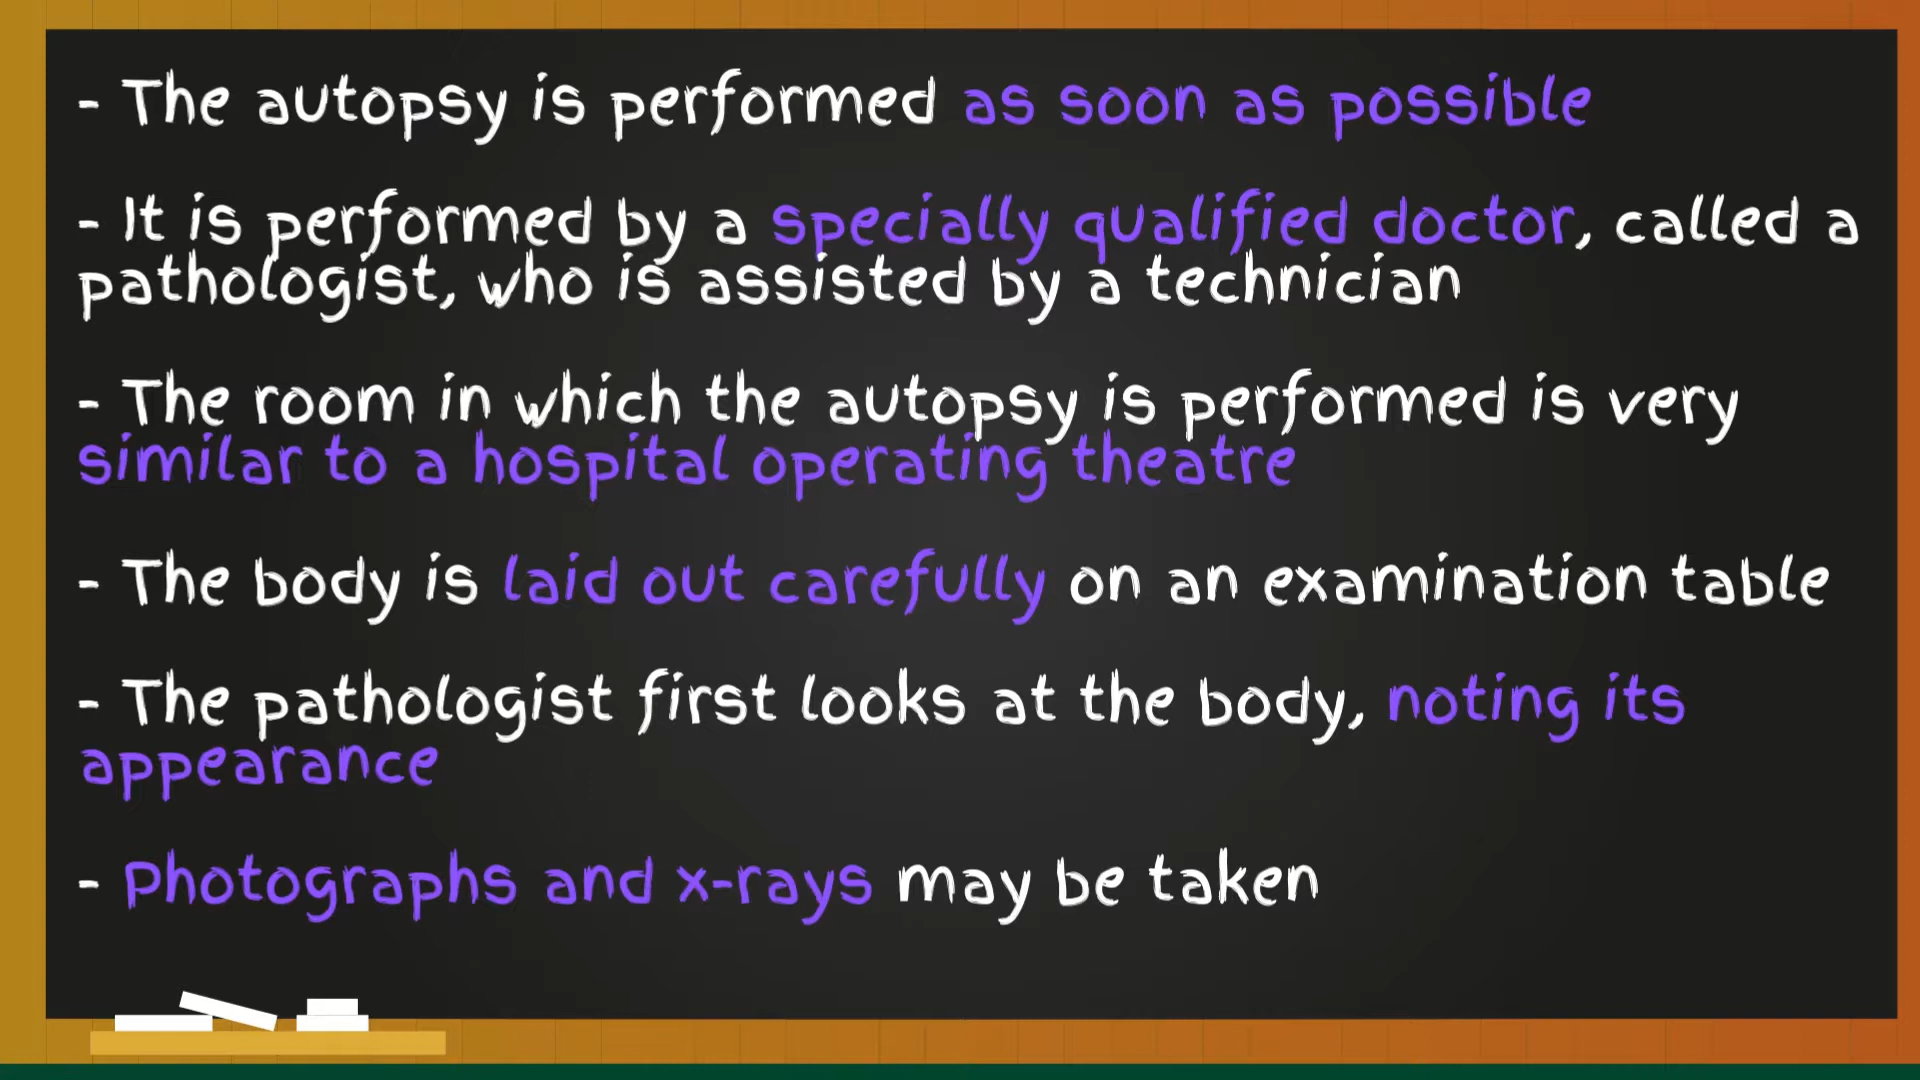 - The autopsy is performed as soon as possible
- It is performed by a specially qualified doctor, called a
pathologist, who is assisted by a technician
- The room in which the autopsy is performed is very
similar to a hospital operating theatre
- The body is laid out carefully on an examination table
- The pathologist first looks at the body, noting its
appearance
- Photographs and x-rays may be taken